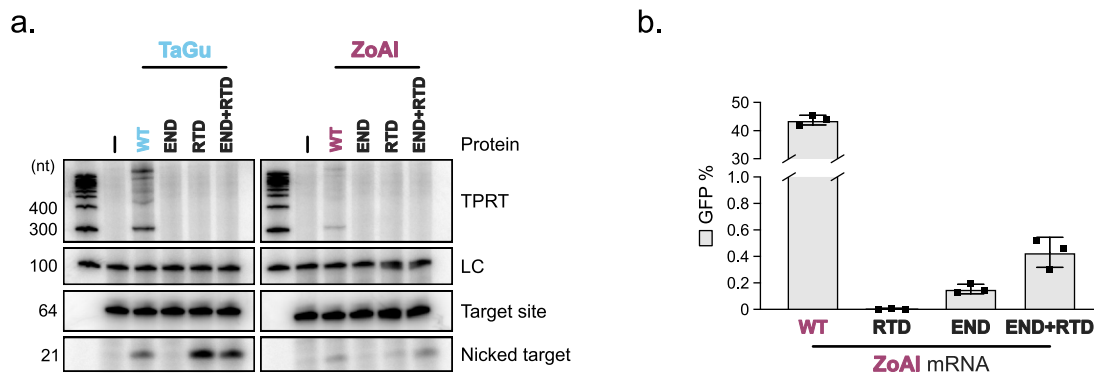 a.
TaGu
ZoAl
– WT END RTD END+RTD
– WT END RTD END+RTD
Protein
(nt)
400
300
TPRT
100
LC
64
Target site
21
Nicked target
b.
GFP %
50
40
30
1.0
0.8
0.6
0.4
0.2
0
WT RTD END END+RTD
ZoAl mRNA